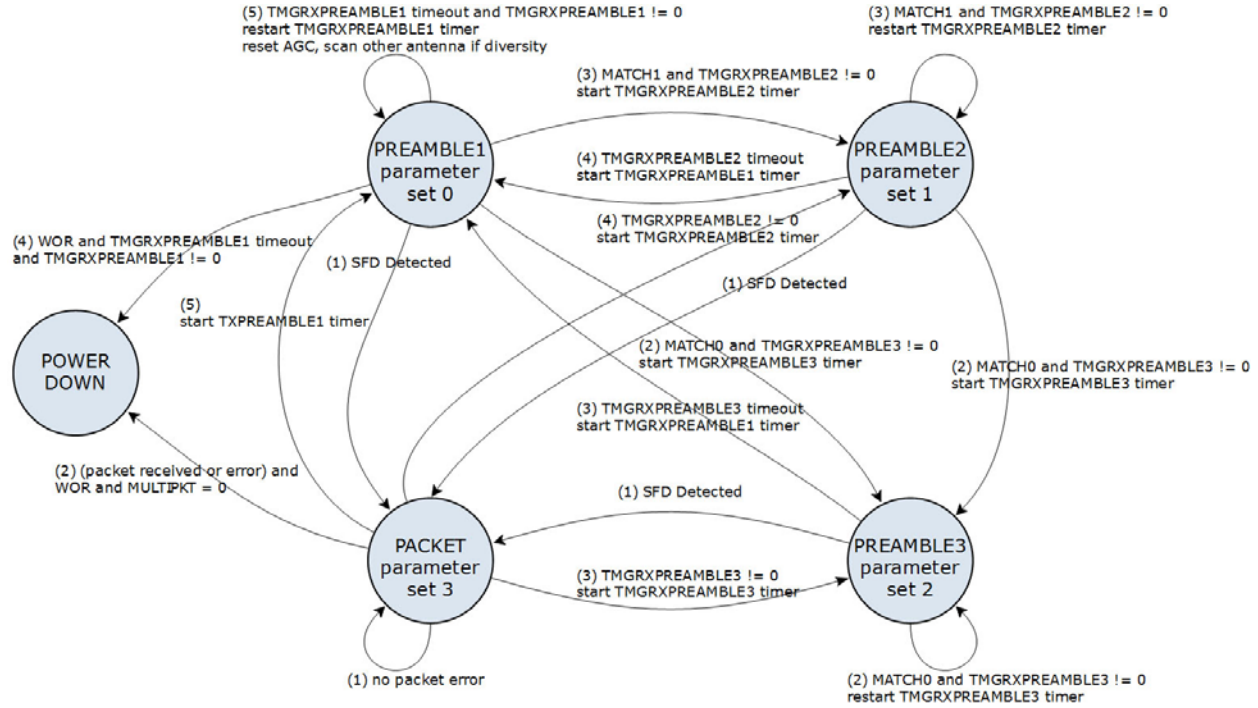 (5) TMGRXPREAMBLE1 timeout and TMGRXPREAMBLE1 != 0
restart TMGRXPREAMBLE1 timer
reset AGC, scan other antenna if diversity
(3) MATCH1 and TMGRXPREAMBLE2 != 0
restart TMGRXPREAMBLE2 timer
(3) MATCH1 and TMGRXPREAMBLE2 != 0
start TMGRXPREAMBLE2 timer
PREAMBLE1
parameter
set 0
PREAMBLE2
parameter
set 1
(4) TMGRXPREAMBLE2 timeout
start TMGRXPREAMBLE1 timer
(4) TMGRXPREAMBLE2 != 0
start TMGRXPREAMBLE2 timer
(4) WOR and TMGRXPREAMBLE1 timeout
and TMGRXPREAMBLE1 != 0
(1) SFD Detected
(1) SFD Detected
(5)
start TXPREAMBLE1 timer
POWER
DOWN
(2) MATCH0 and TMGRXPREAMBLE3 != 0
start TMGRXPREAMBLE3 timer
(2) MATCH0 and TMGRXPREAMBLE3 != 0
start TMGRXPREAMBLE3 timer
(3) TMGRXPREAMBLE3 timeout
start TMGRXPREAMBLE1 timer
(2) (packet received or error) and
WOR and MULTIPKT = 0
(1) SFD Detected
PACKET
parameter
set 3
PREAMBLE3
parameter
set 2
(3) TMGRXPREAMBLE3 != 0
start TMGRXPREAMBLE3 timer
(1) no packet error
(2) MATCH0 and TMGRXPREAMBLE3 != 0
restart TMGRXPREAMBLE3 timer